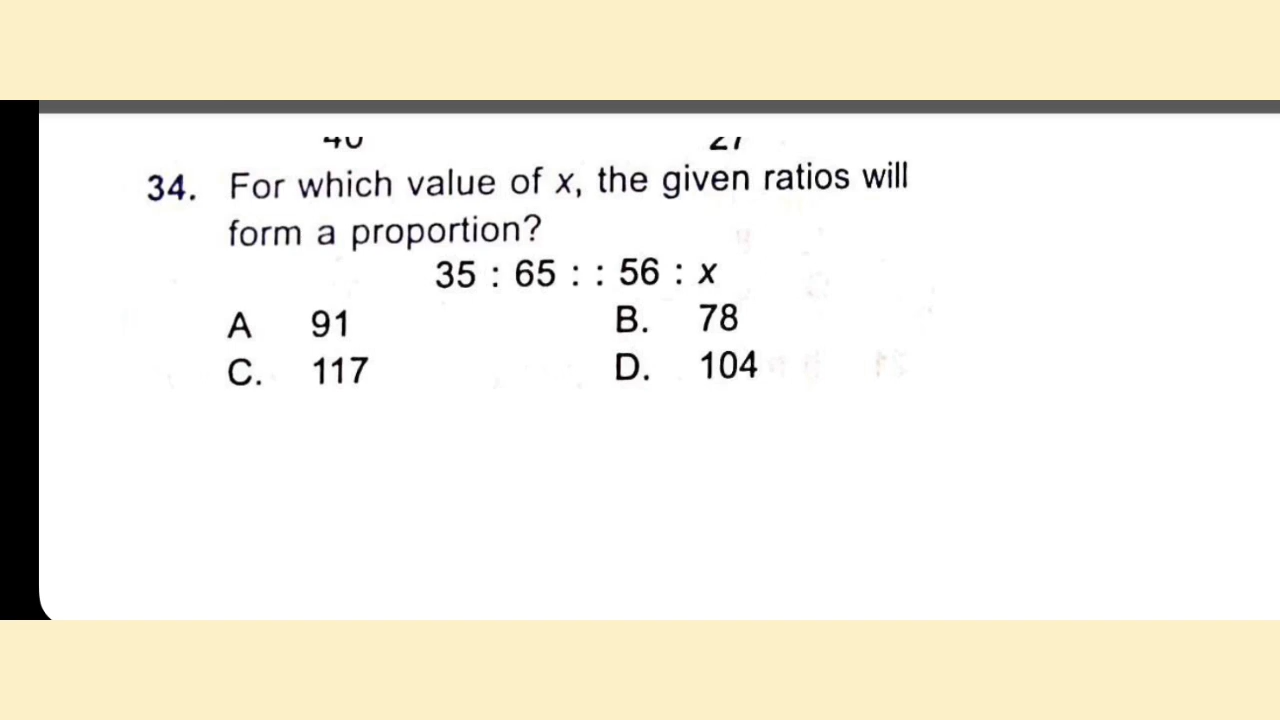 34. For which value of x, the given ratios will
form a proportion?
35 : 65 : : 56 : x
A 91 B. 78
C. 117 D. 104